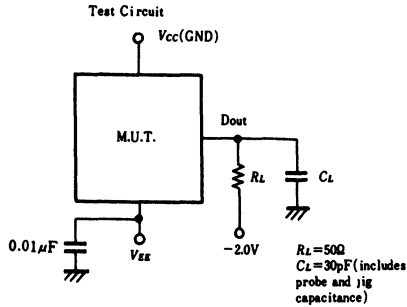 Test Circuit
Vcc(GND)
M.U.T.
Dout
RL
CL
0.01μF
VEE
−2.0V
RL=50Ω
CL=30pF(includes
probe and jig
capacitance)